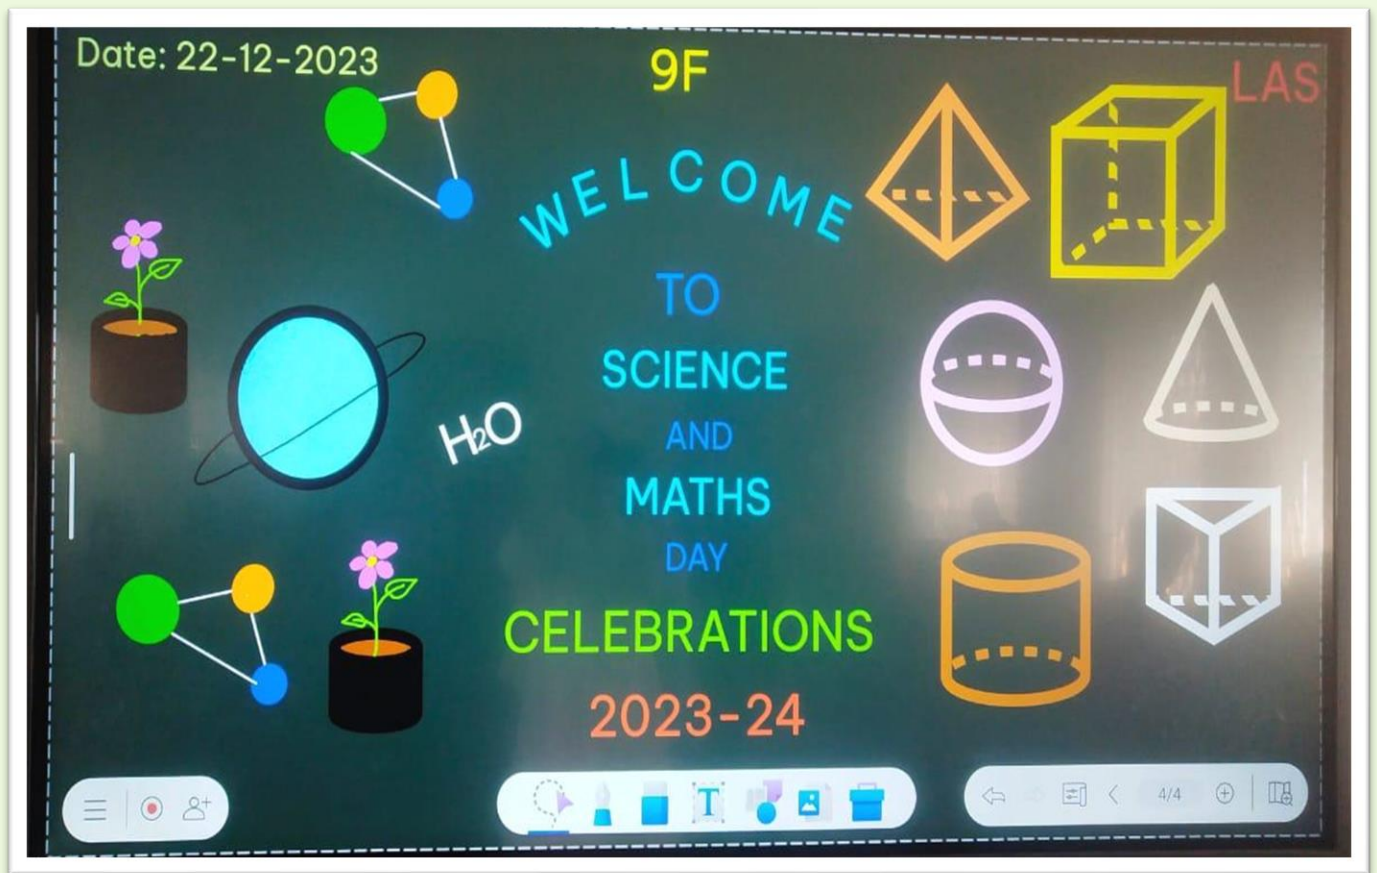 Date: 22-12-2023
9F
LAS
WELCOME
TO
SCIENCE
AND
MATHS
DAY
CELEBRATIONS
2023-24
H2O
T
4/4